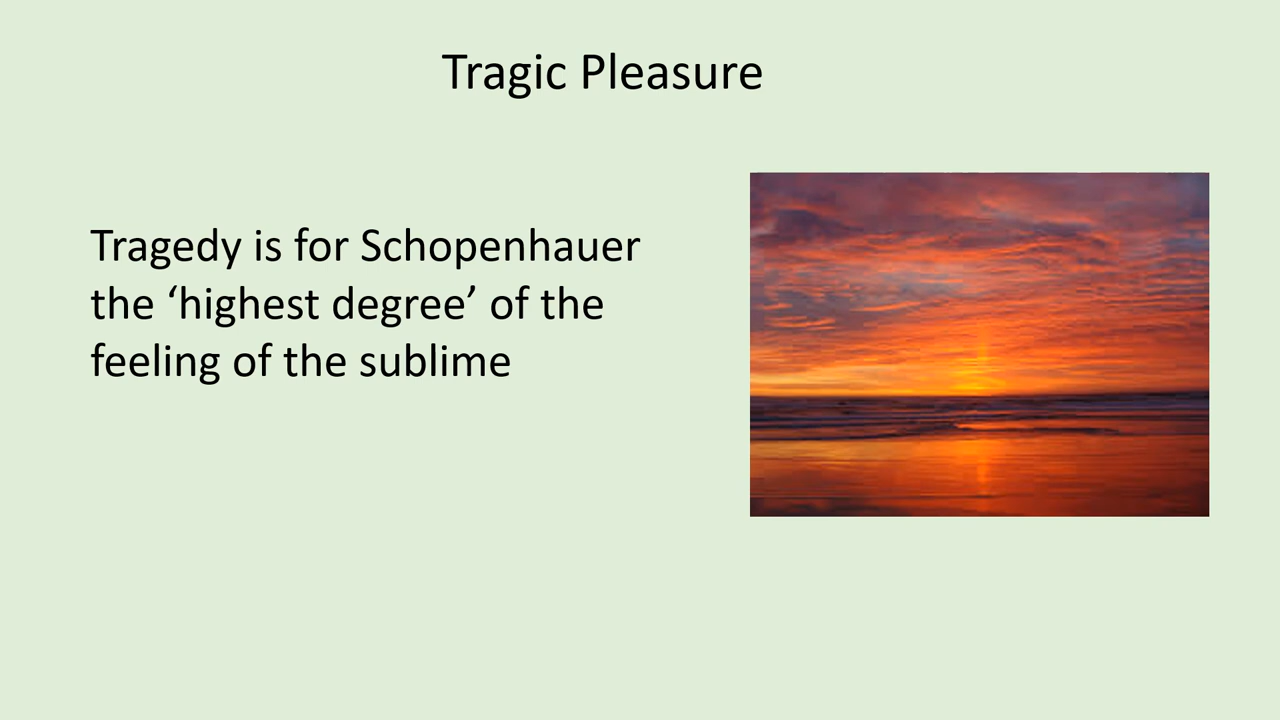 Tragic Pleasure
Tragedy is for Schopenhauer
the ‘highest degree’ of the
feeling of the sublime